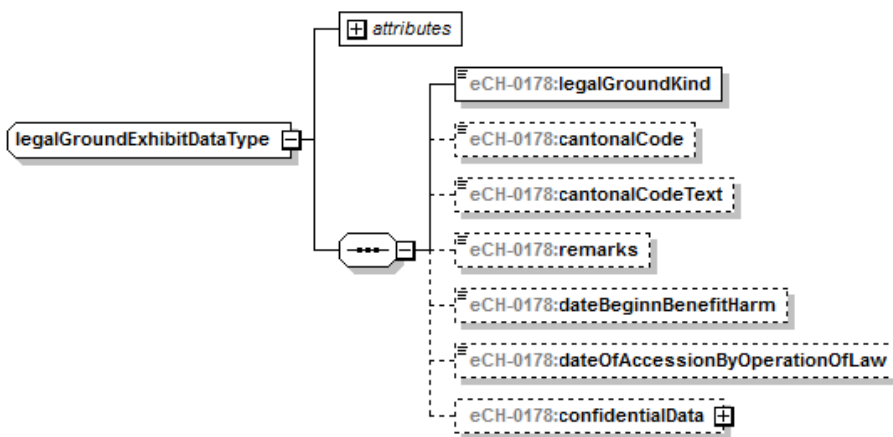 attributes
eCH-0178:legalGroundKind
legalGroundExhibitDataType
eCH-0178:cantonalCode
eCH-0178:cantonalCodeText
eCH-0178:remarks
eCH-0178:dateBeginnBenefitHarm
eCH-0178:dateOfAccessionByOperationOfLaw
eCH-0178:confidentialData